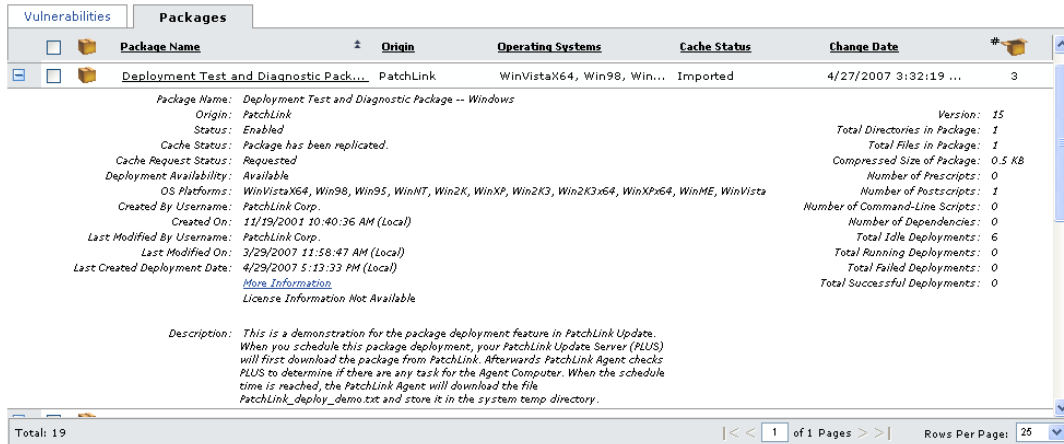 Vulnerabilities Packages
Package Name Origin Operating Systems Cache Status Change Date #
Deployment Test and Diagnostic Pack... PatchLink WinVistaX64, Win98, Win... Imported 4/27/2007 3:32:19 ... 3
Package Name: Deployment Test and Diagnostic Package -- Windows
Origin: PatchLink Version: 15
Status: Enabled Total Directories in Package: 1
Cache Status: Package has been replicated. Total Files in Package: 1
Cache Request Status: Requested Compressed Size of Package: 0.5 KB
Deployment Availability: Available Number of Prescripts: 0
OS Platforms: WinVistaX64, Win98, Win95, WinNT, Win2K, WinXP, Win2K3, Win2K3x64, WinXPx64, WinME, WinVista Number of Postscripts: 1
Created By Username: PatchLink Corp. Number of Command-Line Scripts: 0
Created On: 11/19/2001 10:40:36 AM (Local) Number of Dependencies: 0
Last Modified By Username: PatchLink Corp. Total Idle Deployments: 6
Last Modified On: 3/29/2007 11:58:47 AM (Local) Total Running Deployments: 0
Last Created Deployment Date: 4/29/2007 5:13:33 PM (Local) Total Failed Deployments: 0
More Information Total Successful Deployments: 0
License Information Not Available
Description: This is a demonstration for the package deployment feature in PatchLink Update.
When you schedule this package deployment, your PatchLink Update Server (PLUS)
will first download the package from PatchLink. Afterwards PatchLink Agent checks
PLUS to determine if there are any task for the Agent Computer. When the schedule
time is reached, the PatchLink Agent will download the file
PatchLink_deploy_demo.txt and store it in the system temp directory.
Total: 19 |< < 1 of 1 Pages > >| Rows Per Page: 25